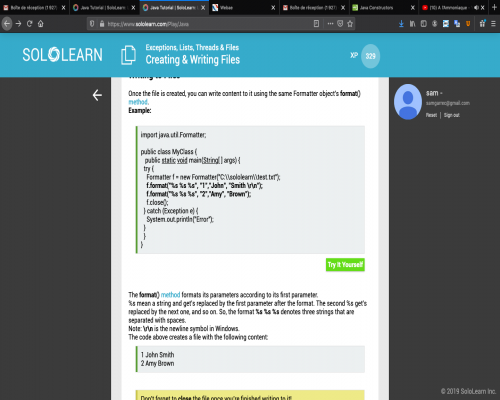 Boîte de réception (1 927)
Java Tutorial | SoloLearn
Java Tutorial | SoloLearn
Webae
Boîte de réception (1 927)
Java Constructors
(10) A l'Ammoniaque
https://www.sololearn.com/Play/Java
SOLOLEARN
Exceptions, Lists, Threads & Files
Creating & Writing Files
XP 329
Writing to Files
sam -
Reset | Sign out
Once the file is created, you can write content to it using the same Formatter object's format()
method.
Example:
import java.util.Formatter;
public class MyClass {
public static void main(String[ ] args) {
try {
Formatter f = new Formatter("C:\\sololearn\\test.txt");
f.format("%s %s %s", "1","John", "Smith \r\n");
f.format("%s %s %s", "2","Amy", "Brown");
f.close();
} catch (Exception e) {
System.out.println("Error");
}
}
}
Try It Yourself
The format() method formats its parameters according to its first parameter.
%s mean a string and get's replaced by the first parameter after the format. The second %s get's
replaced by the next one, and so on. So, the format %s %s %s denotes three strings that are
separated with spaces.
Note: \r\n is the newline symbol in Windows.
The code above creates a file with the following content:
1 John Smith
2 Amy Brown
Don't forget to close the file once you're finished writing to it!
© 2019 SoloLearn Inc.